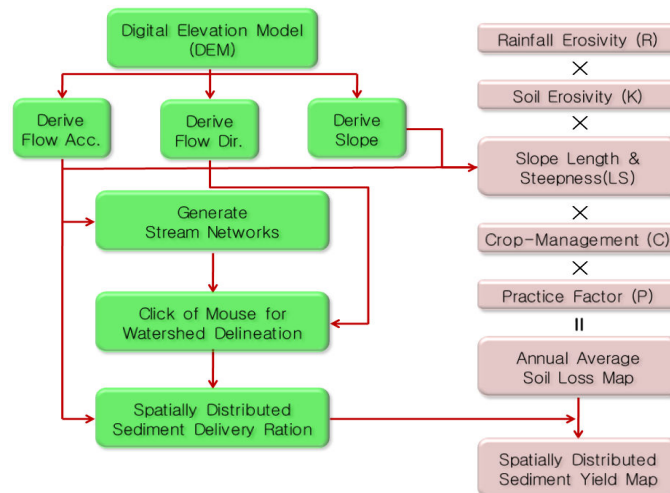 Digital Elevation Model
(DEM)
Derive
Flow Acc.
Derive
Flow Dir.
Derive
Slope
Generate
Stream Networks
Click of Mouse for
Watershed Delineation
Spatially Distributed
Sediment Delivery Ration
Rainfall Erosivity (R)
×
Soil Erosivity (K)
×
Slope Length &
Steepness(LS)
×
Crop-Management (C)
×
Practice Factor (P)
=
Annual Average
Soil Loss Map
Spatially Distributed
Sediment Yield Map